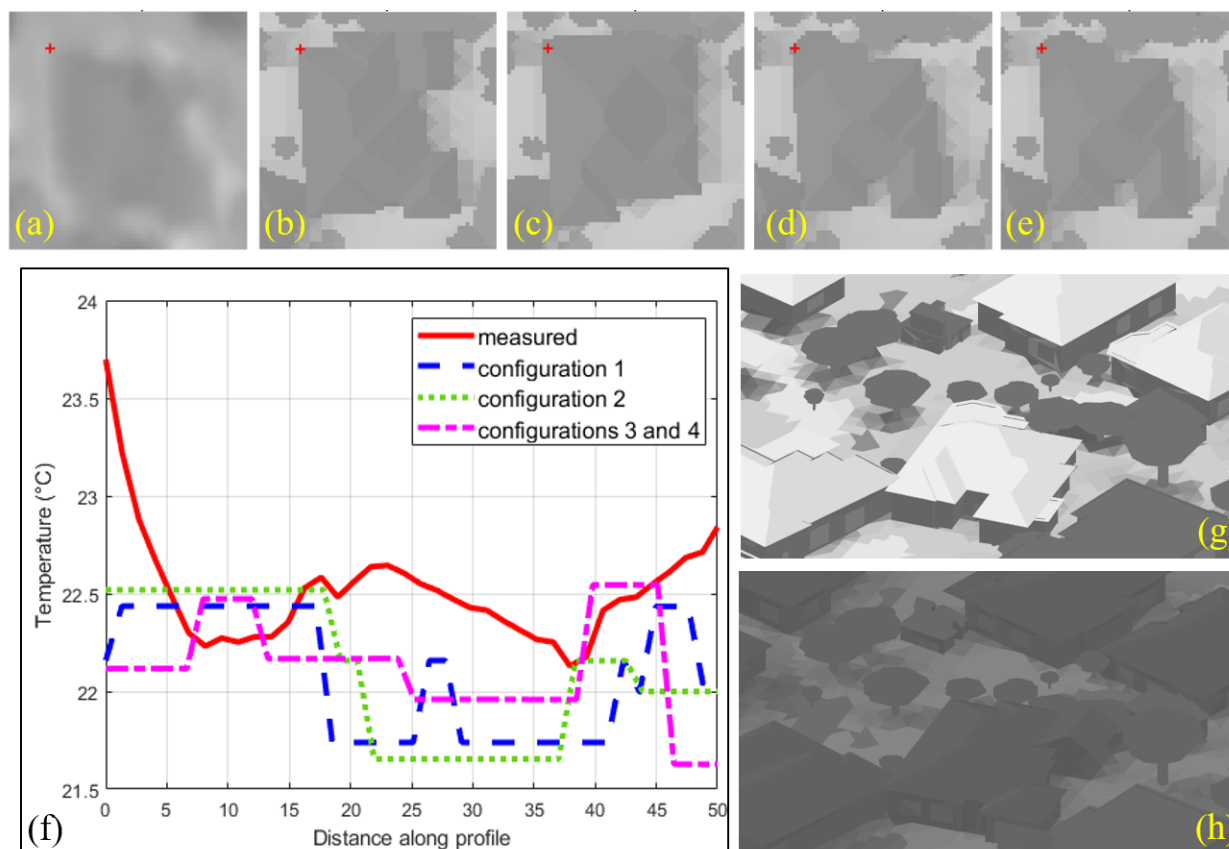 (a)
(b)
(c)
(d)
(e)
24
23.5
23
22.5
22
21.5
Temperature (°C)
measured
configuration 1
configuration 2
configurations 3 and 4
0
5
10
15
20
25
30
35
40
45
50
Distance along profile
(f)
(g)
(h)